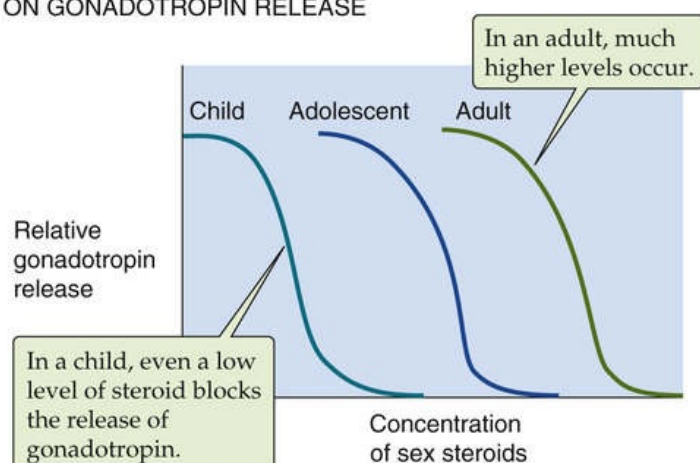 ON GONADOTROPIN RELEASE
In an adult, much
higher levels occur.
Child
Adolescent
Adult
Relative
gonadotropin
release
In a child, even a low
level of steroid blocks
the release of
gonadotropin.
Concentration
of sex steroids